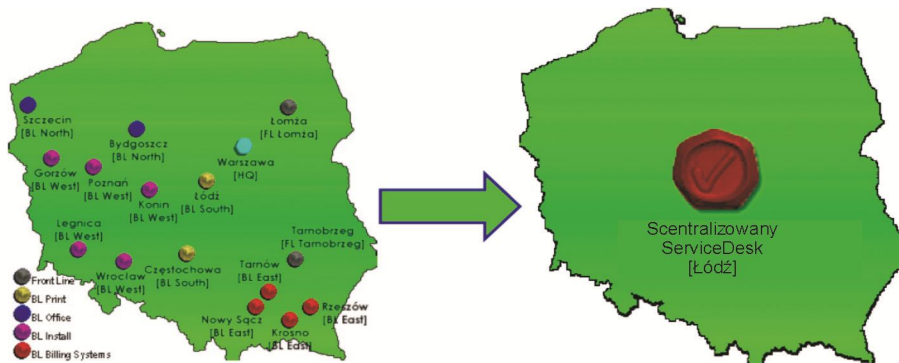 Szczecin
[BL North]
Bydgoszcz
[BL North]
Łomża
[FL Łomża]
Warszawa
[HQ]
Gorzów
[BL West]
Poznań
[BL West]
Konin
[BL West]
Łódź
[BL South]
Legnica
[BL West]
Wrocław
[BL West]
Częstochowa
[BL South]
Tarnobrzeg
[FL Tarnobrzeg]
Tarnów
[BL East]
Nowy Sącz
[BL East]
Krosno
[BL East]
Rzeszów
[BL East]
Front Line
BL Print
BL Office
BL Install
BL Billing Systems
Scentralizowany
ServiceDesk
[Łódź]